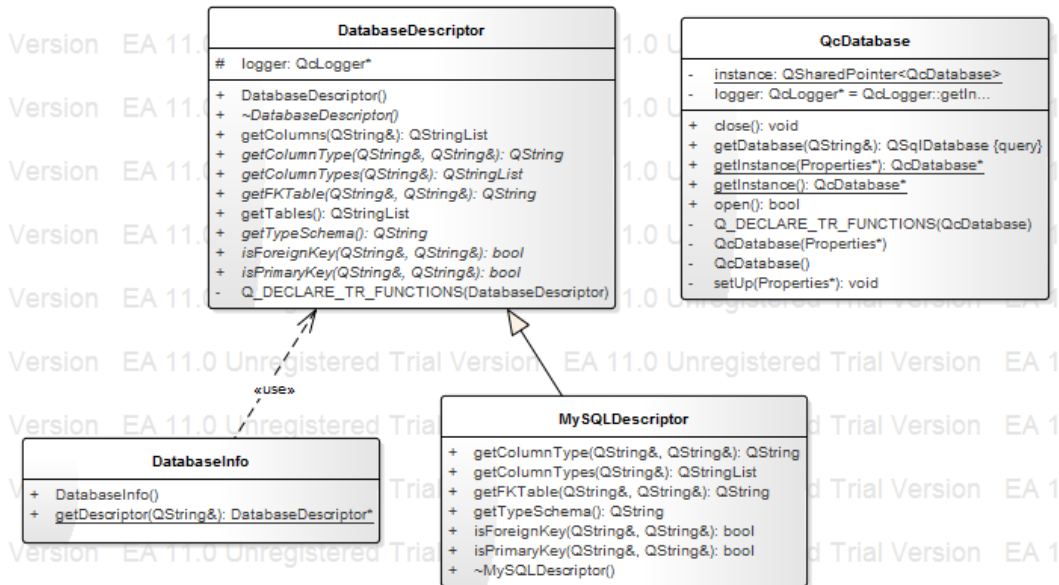 DatabaseDescriptor
# logger: QcLogger*
+ DatabaseDescriptor()
+ ~DatabaseDescriptor()
+ getColumns(QString&): QStringList
+ getColumnType(QString&, QString&): QString
+ getColumnTypes(QString&): QStringList
+ getFKTable(QString&, QString&): QString
+ getTables(): QStringList
+ getTypeSchema(): QString
+ isForeignKey(QString&, QString&): bool
+ isPrimaryKey(QString&, QString&): bool
- Q_DECLARE_TR_FUNCTIONS(DatabaseDescriptor)
QcDatabase
- instance: QSharedPointer<QcDatabase>
- logger: QcLogger* = QcLogger::getIn...
+ close(): void
+ getDatabase(QString&): QSqlDatabase {query}
+ getInstance(Properties*): QcDatabase*
+ getInstance(): QcDatabase*
+ open(): bool
- Q_DECLARE_TR_FUNCTIONS(QcDatabase)
- QcDatabase(Properties*)
- QcDatabase()
- setUp(Properties*): void
«use»
DatabaseInfo
+ DatabaseInfo()
+ getDescriptor(QString&): DatabaseDescriptor*
MySQLDescriptor
+ getColumnType(QString&, QString&): QString
+ getColumnTypes(QString&): QStringList
+ getFKTable(QString&, QString&): QString
+ getTypeSchema(): QString
+ isForeignKey(QString&, QString&): bool
+ isPrimaryKey(QString&, QString&): bool
+ ~MySQLDescriptor()
Version EA 11.0 Unregistered Trial Version EA 11.0 Unregistered Trial Version EA 1